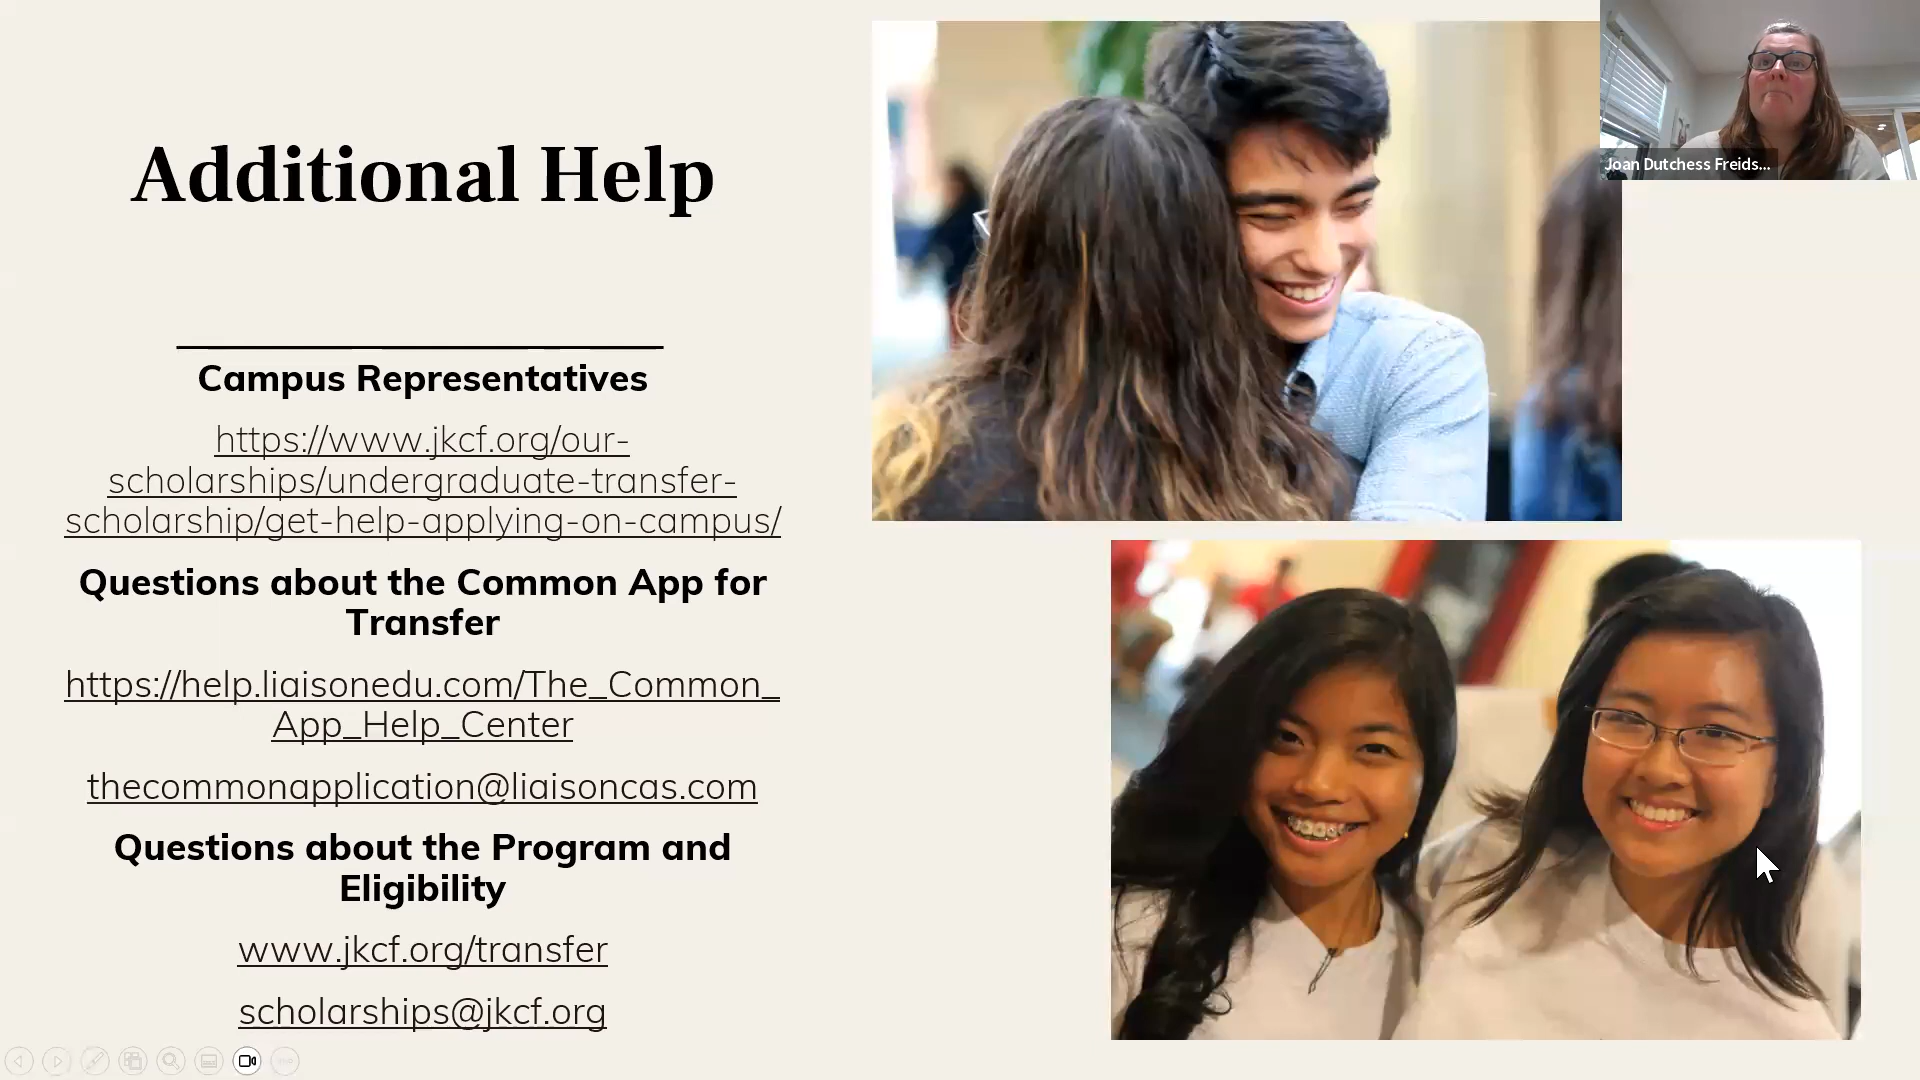 Additional Help
Campus Representatives
https://www.jkcf.org/our-
scholarships/undergraduate-transfer-
scholarship/get-help-applying-on-campus/
Questions about the Common App for
Transfer
https://help.liaisonedu.com/The_Common_
App_Help_Center
thecommonapplication@liaisoncas.com
Questions about the Program and
Eligibility
www.jkcf.org/transfer
scholarships@jkcf.org
Joan Dutchess Freids...